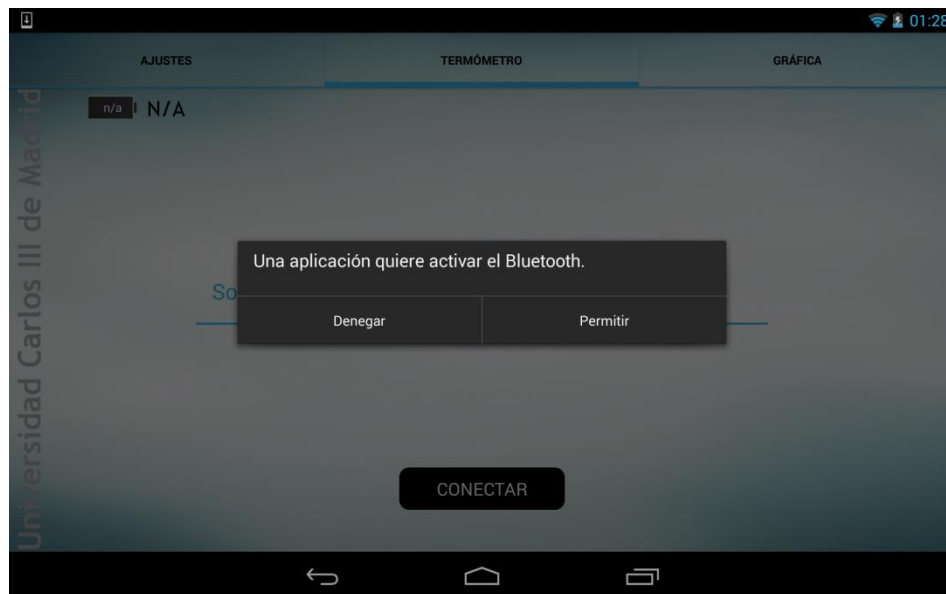 01:28
AJUSTES
TERMÓMETRO
GRÁFICA
n/a
N/A
Universidad Carlos III de Madrid
Una aplicación quiere activar el Bluetooth.
So
Denegar
Permitir
CONECTAR